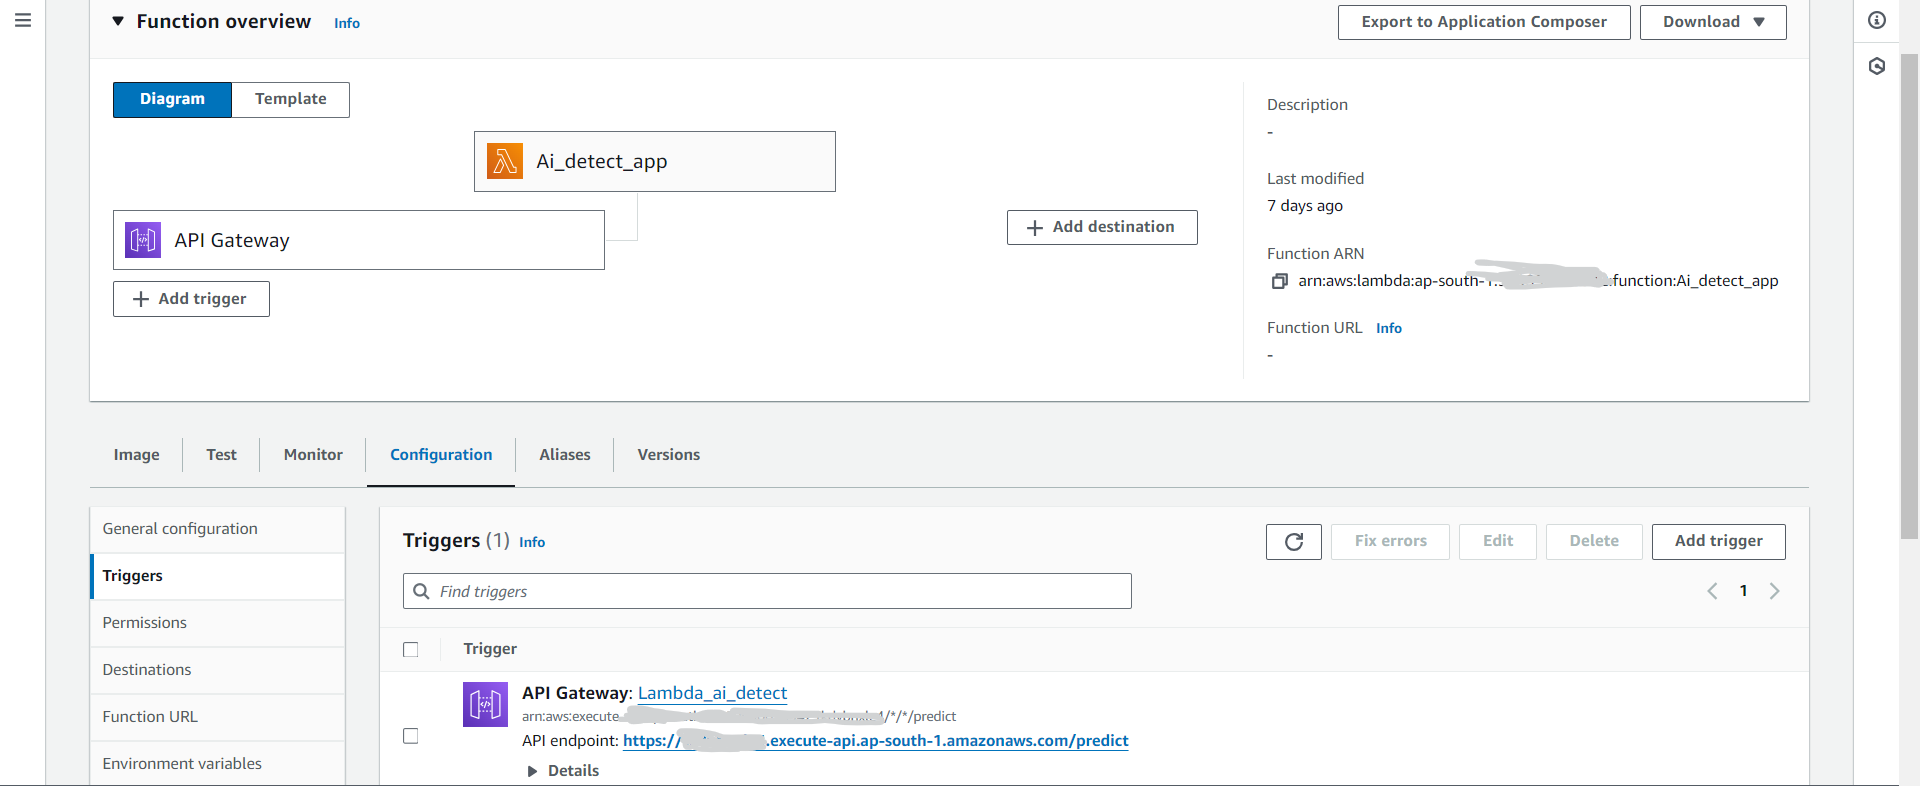 Function overview Info
Export to Application Composer
Download
Diagram
Template
Ai_detect_app
API Gateway
Add trigger
Add destination
Description
-
Last modified
7 days ago
Function ARN
arn:aws:lambda:ap-south- function:Ai_detect_app
Function URL Info
-
Image
Test
Monitor
Configuration
Aliases
Versions
General configuration
Triggers
Permissions
Destinations
Function URL
Environment variables
Triggers (1) Info
Fix errors
Edit
Delete
Add trigger
Find triggers
1
Trigger
API Gateway: Lambda_ai_detect
arn:aws:execute /*/*/predict
API endpoint: https:// .execute-api.ap-south-1.amazonaws.com/predict
Details